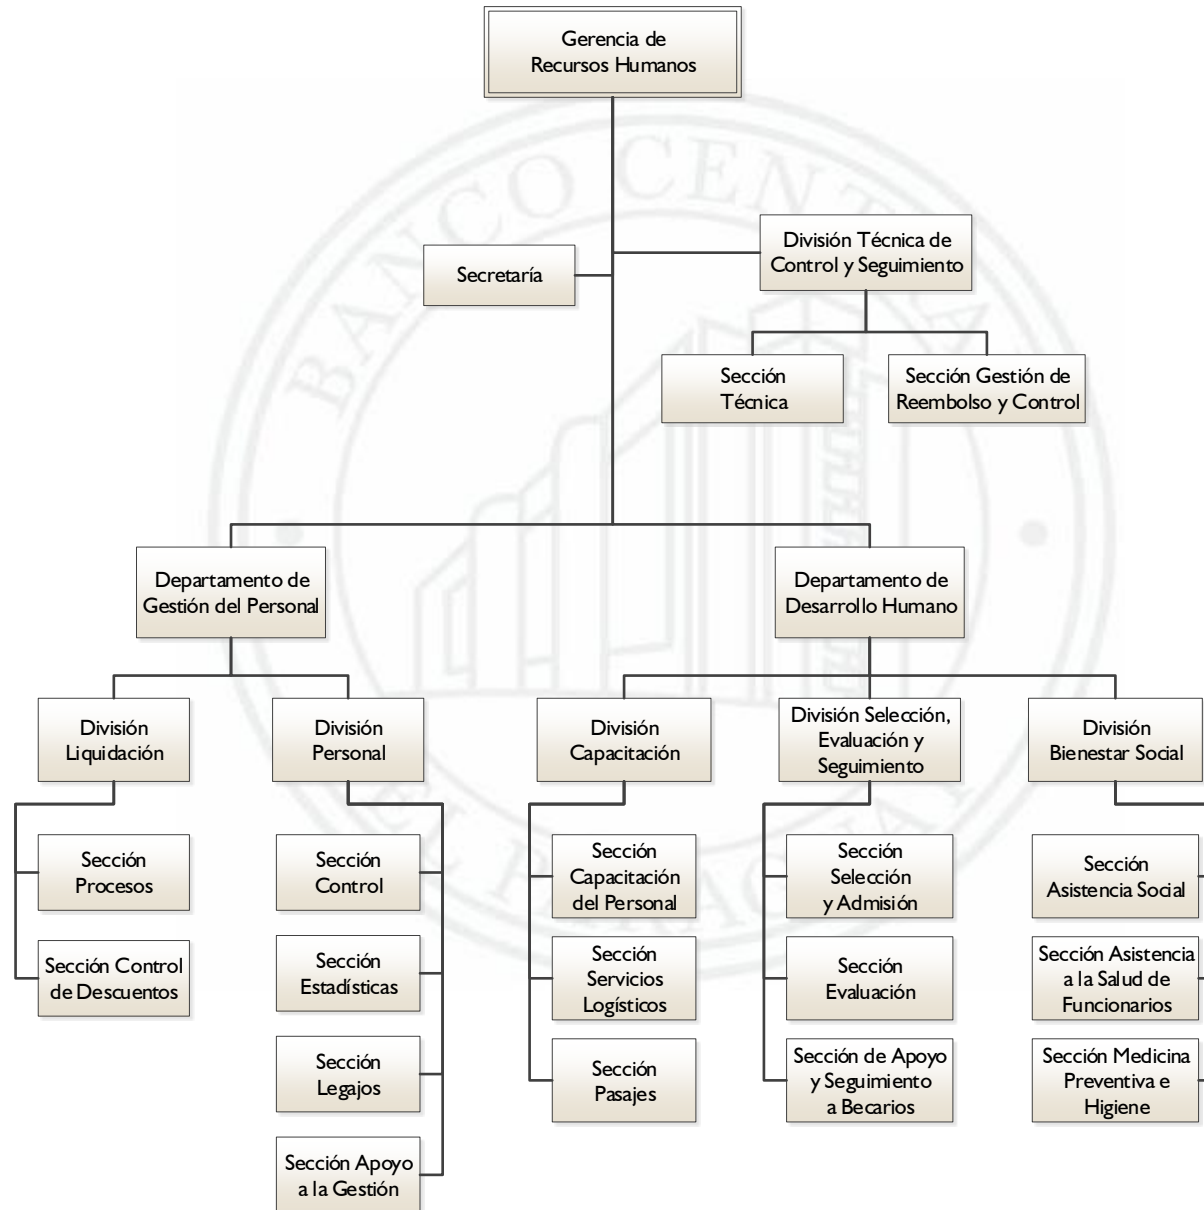 Gerencia de
Recursos Humanos
División Técnica de
Control y Seguimiento
Secretaría
Sección
Técnica
Sección Gestión de
Reembolso y Control
Departamento de
Gestión del Personal
Departamento de
Desarrollo Humano
División
Liquidación
División
Personal
División
Capacitación
División Selección,
Evaluación y
Seguimiento
División
Bienestar Social
Sección
Procesos
Sección Control
de Descuentos
Sección
Control
Sección
Estadísticas
Sección
Legajos
Sección Apoyo
a la Gestión
Sección
Capacitación
del Personal
Sección
Servicios
Logísticos
Sección
Pasajes
Sección
Selección
y Admisión
Sección
Evaluación
Sección de Apoyo
y Seguimiento
a Becarios
Sección
Asistencia Social
Sección Asistencia
a la Salud de
Funcionarios
Sección Medicina
Preventiva e
Higiene
BANCO CENTRAL
DEL PARAGUAY